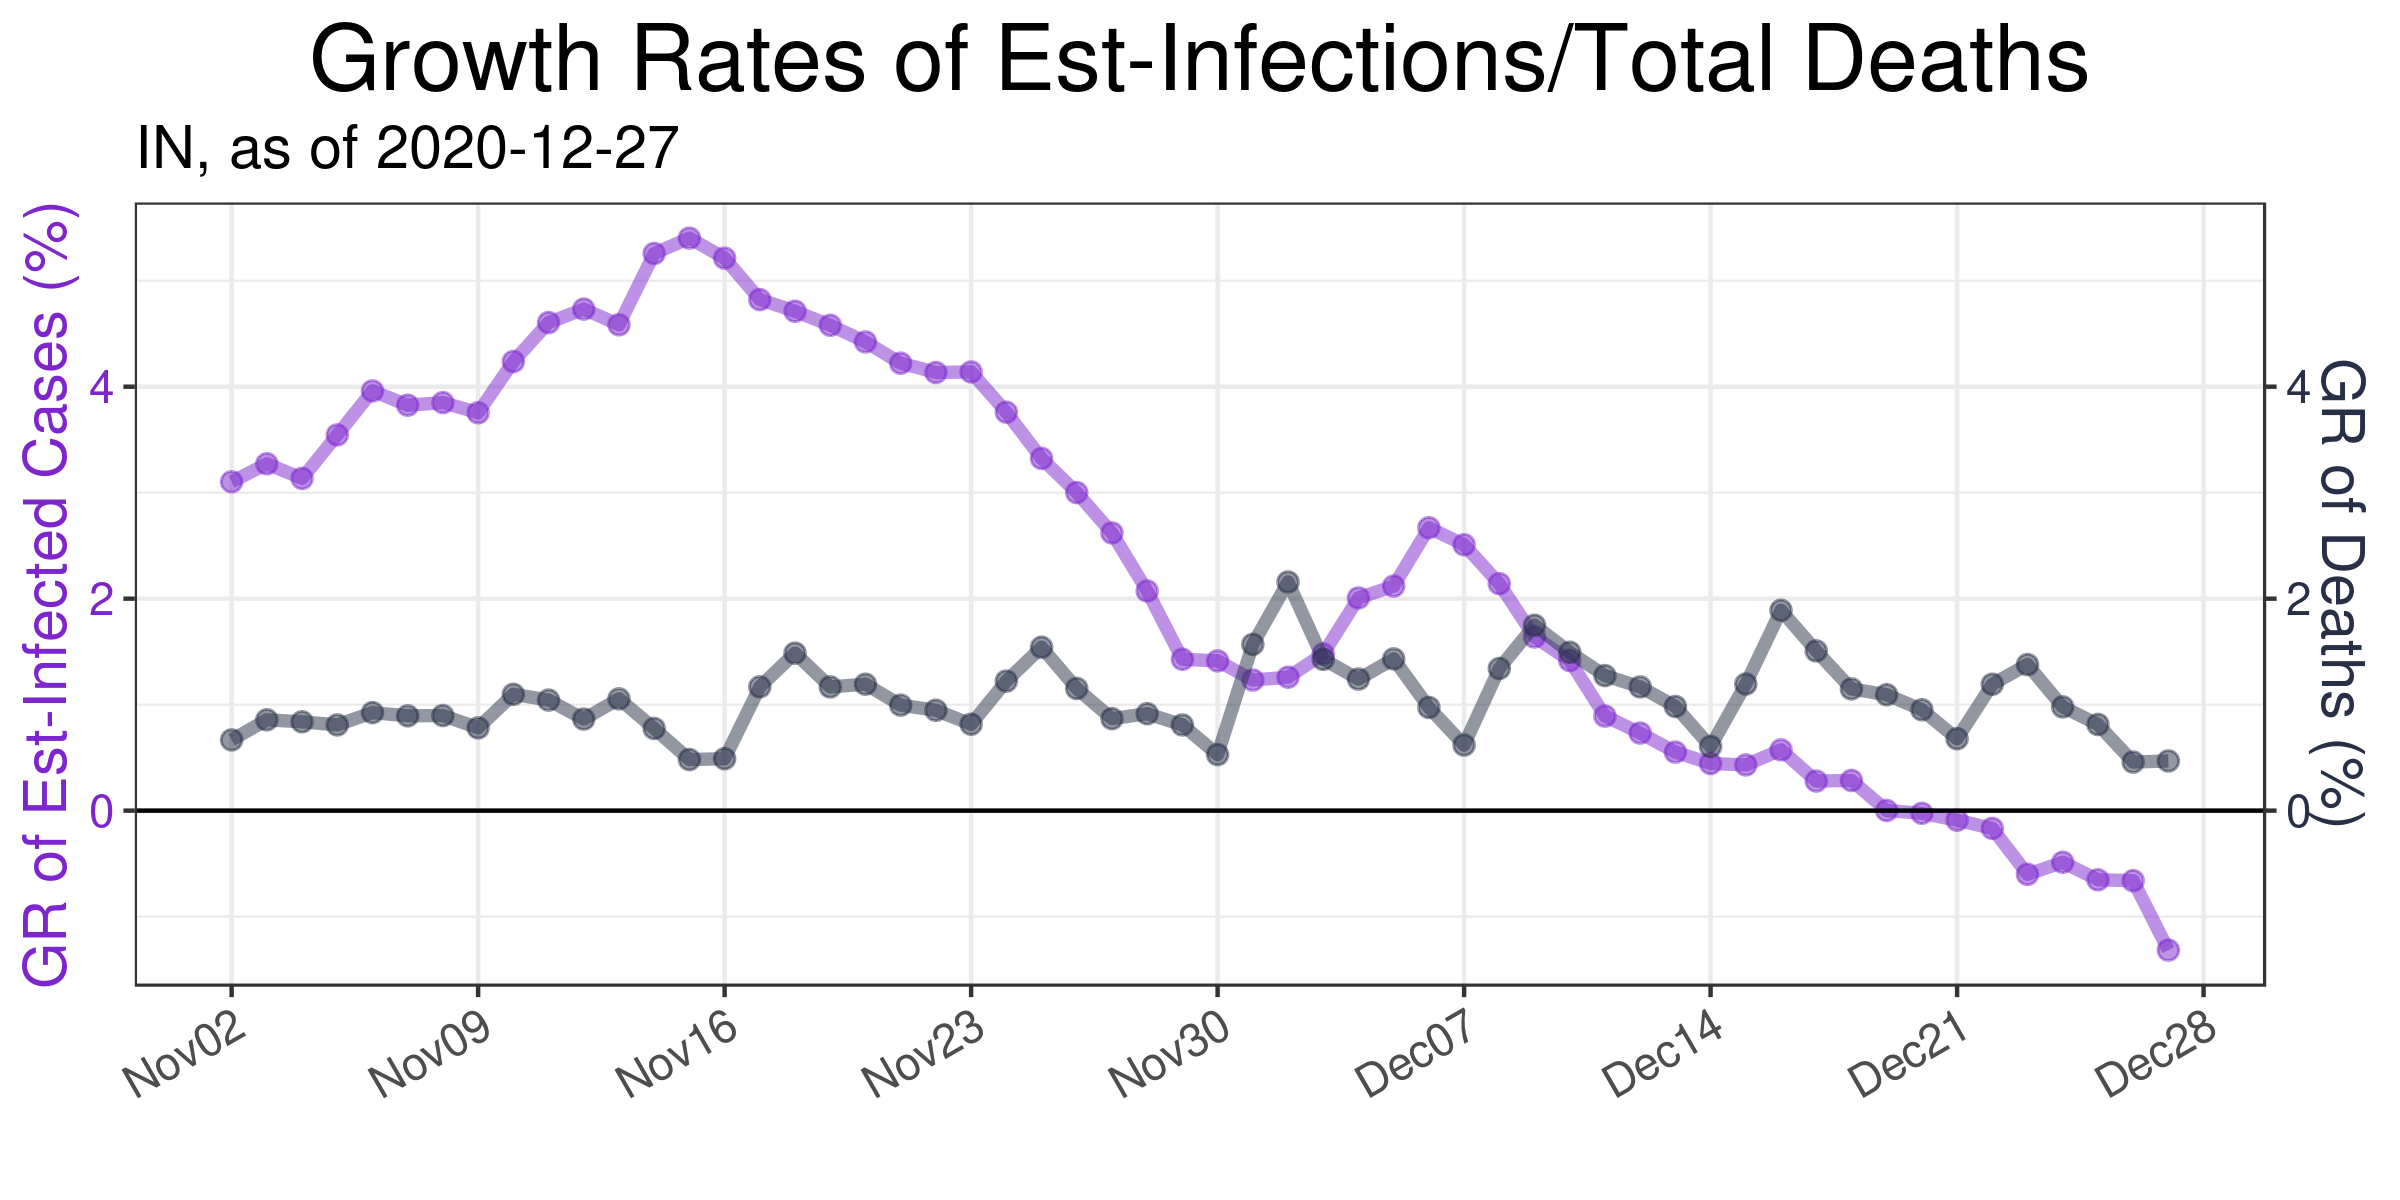 Growth Rates of Est-Infections/Total Deaths
IN, as of 2020-12-27
GR of Est-Infected Cases (%)
4
2
0
4
2
0
GR of Deaths (%)
Nov02
Nov09
Nov16
Nov23
Nov30
Dec07
Dec14
Dec21
Dec28